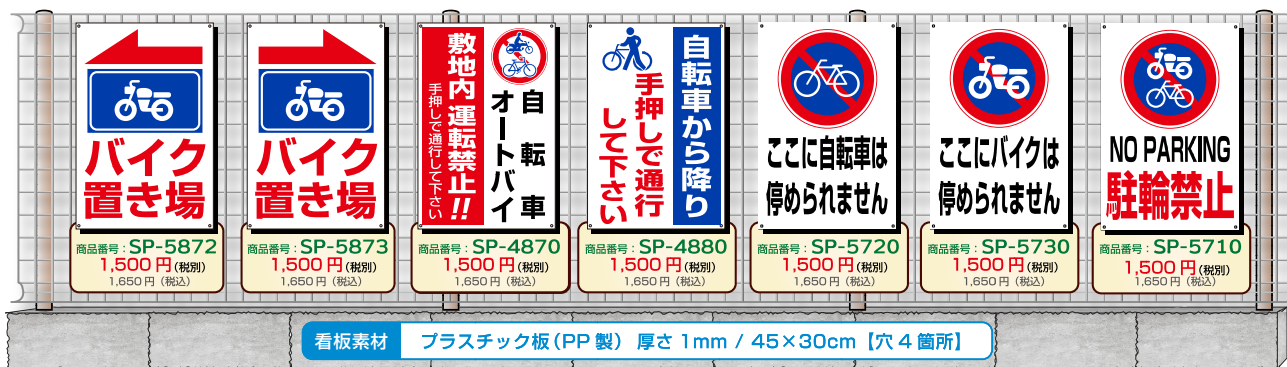 バイク
置き場
商品番号：SP-5872
1,500円(税別)
1,650円（税込）
バイク
置き場
商品番号：SP-5873
1,500円(税別)
1,650円（税込）
自転車
オートバイ
敷地内運転禁止!!
手押しで通行して下さい
商品番号：SP-4870
1,500円(税別)
1,650円（税込）
自転車から降り
手押しで通行
して下さい
商品番号：SP-4880
1,500円(税別)
1,650円（税込）
ここに自転車は
停められません
商品番号：SP-5720
1,500円(税別)
1,650円（税込）
ここにバイクは
停められません
商品番号：SP-5730
1,500円(税別)
1,650円（税込）
NO PARKING
駐輪禁止
商品番号：SP-5710
1,500円(税別)
1,650円（税込）
看板素材 プラスチック板（PP製） 厚さ1mm / 45×30cm【穴4箇所】